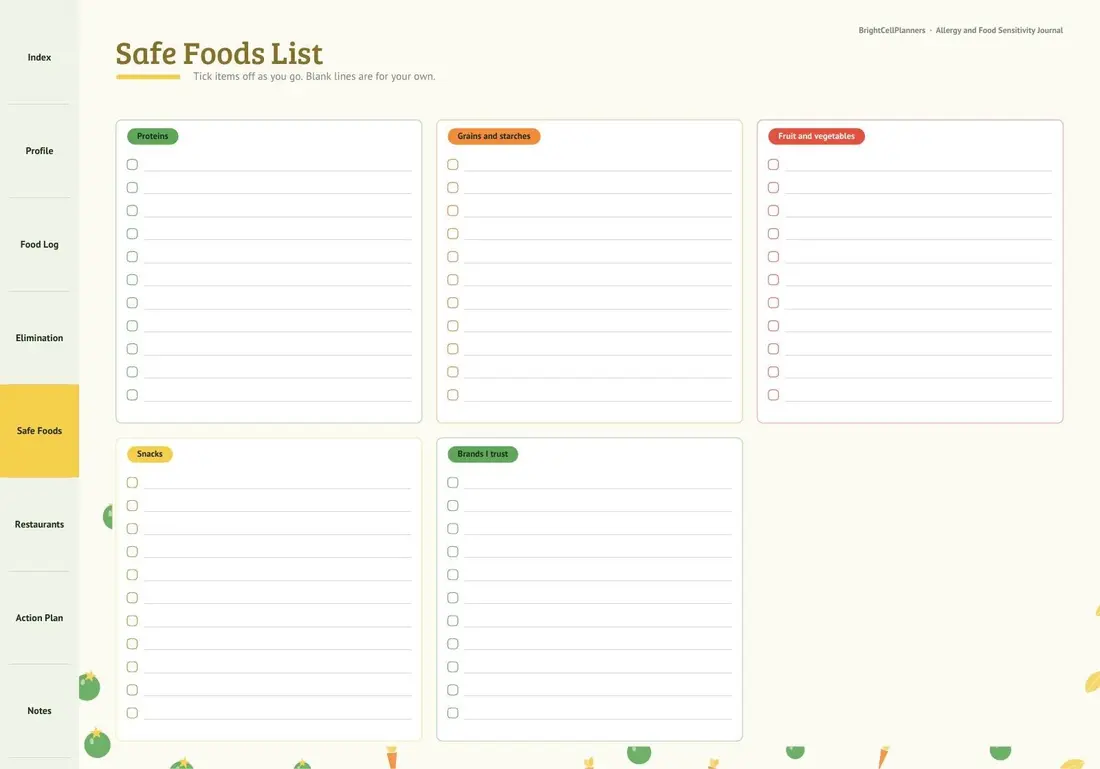 Index
Profile
Food Log
Elimination
Safe Foods
Restaurants
Action Plan
Notes
BrightCellPlanners · Allergy and Food Sensitivity Journal
Safe Foods List
Tick items off as you go. Blank lines are for your own.
Proteins
Grains and starches
Fruit and vegetables
Snacks
Brands I trust